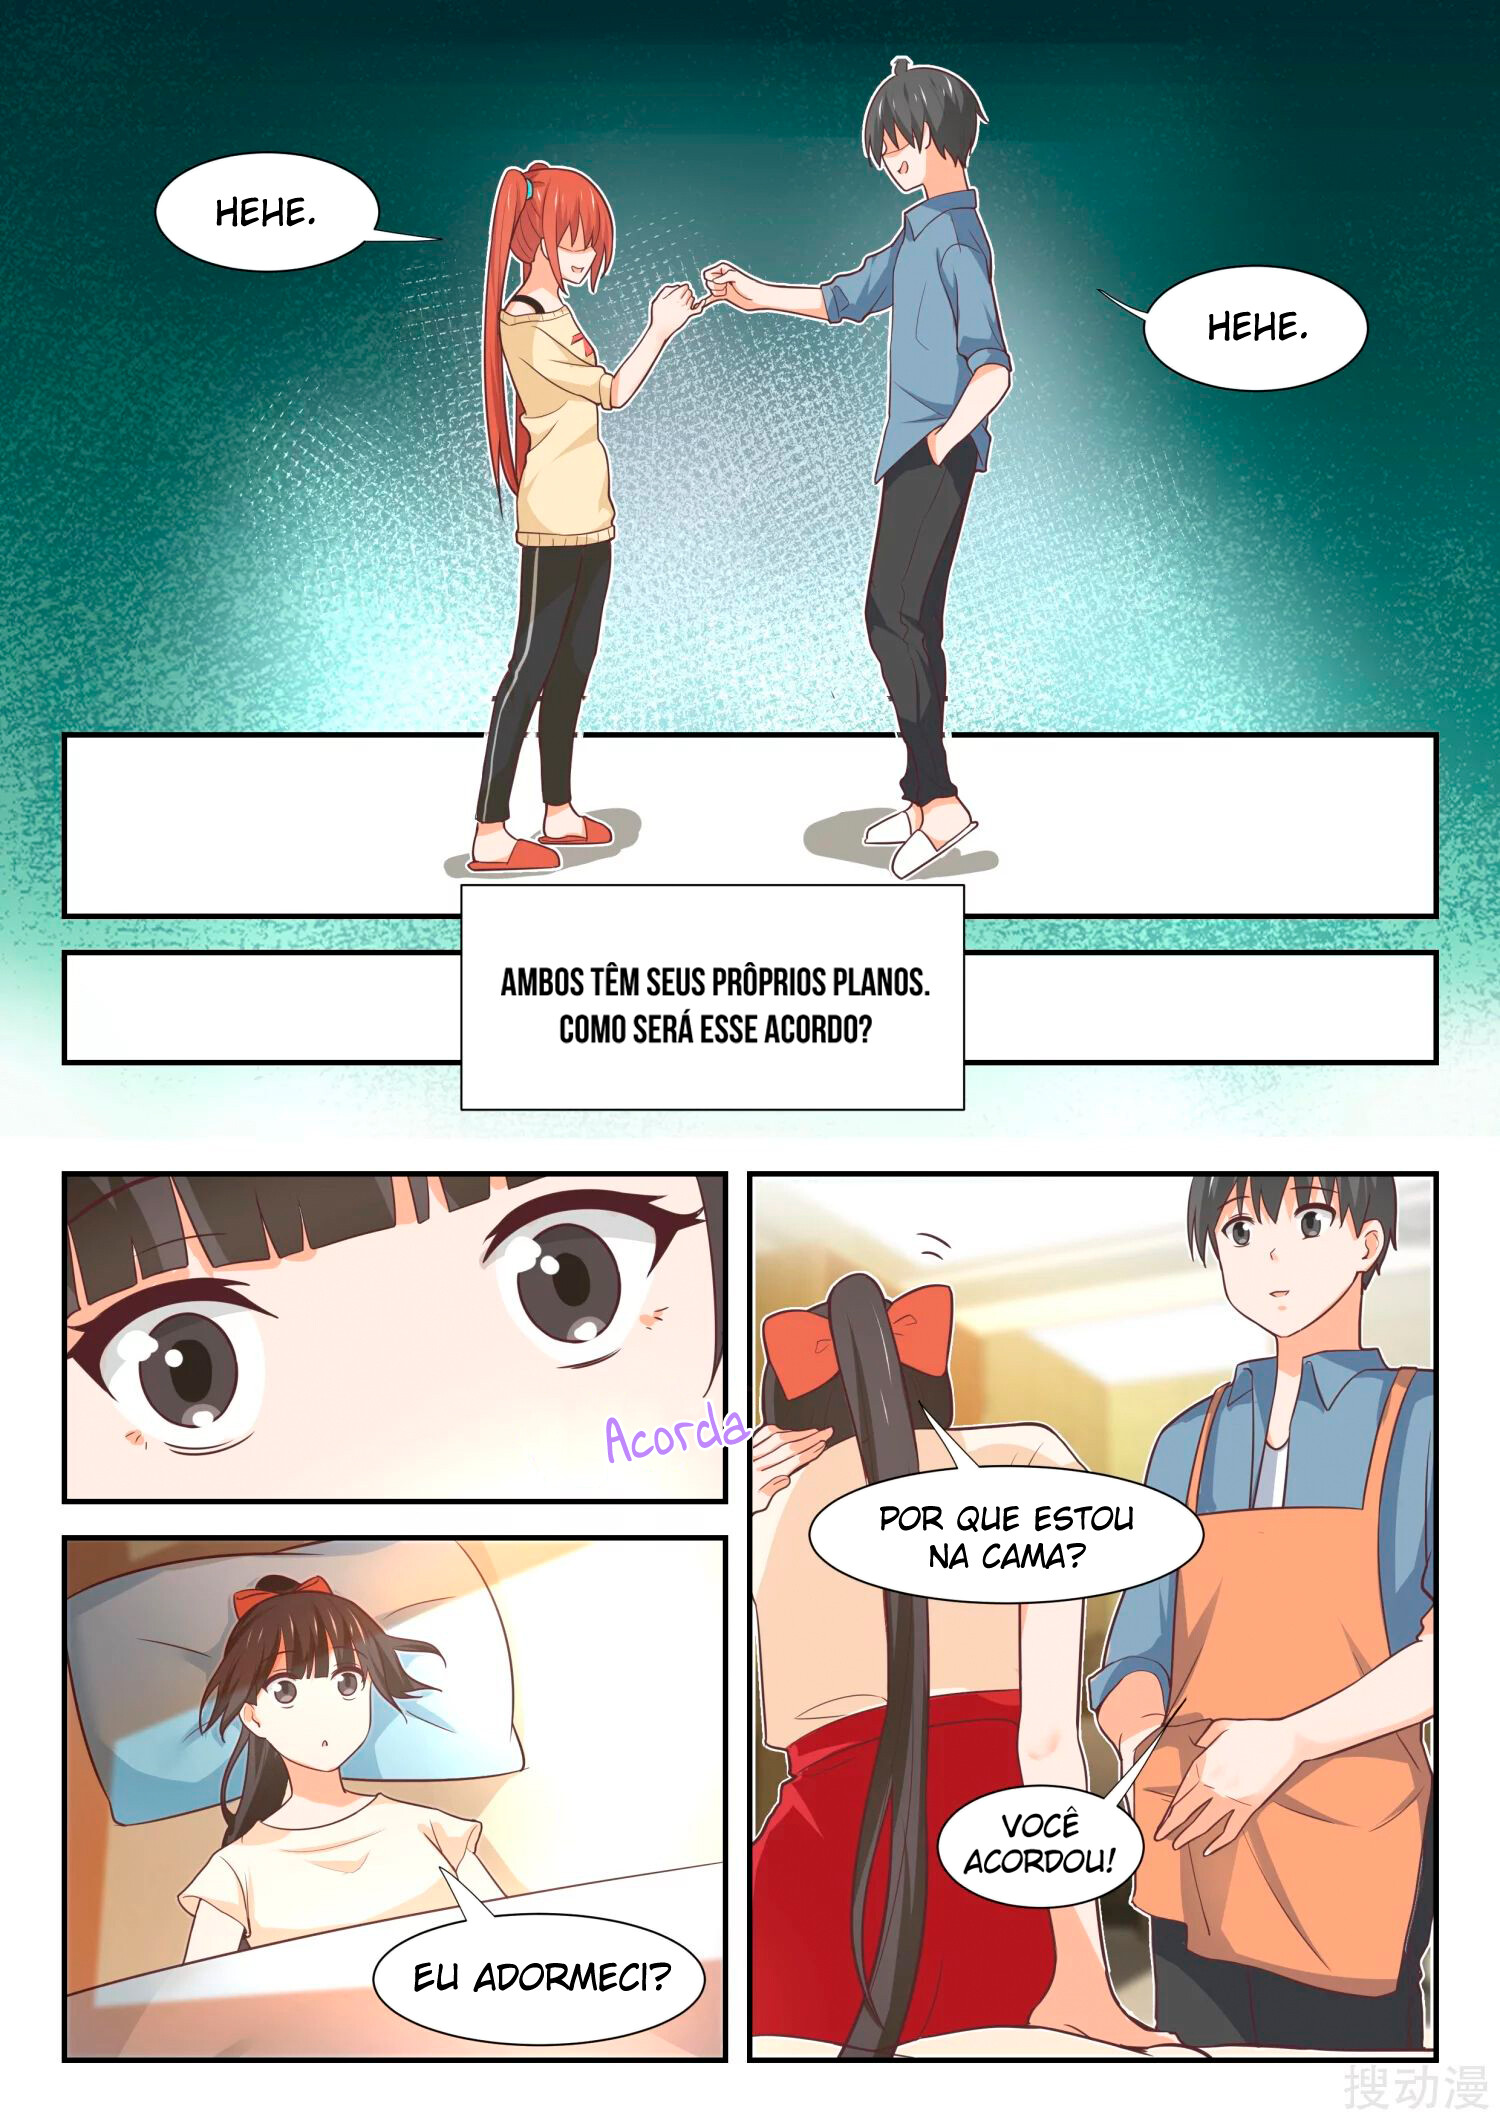 HEHE.
HEHE.
AMBOS TÊM SEUS PRÔPRIOS PLANOS.
COMO SERÁ ESSE ACORDO?
Acorda
POR QUE ESTOU
NA CAMA?
VOCÊ
ACORDOU!
EU ADORMECI?
搜动漫